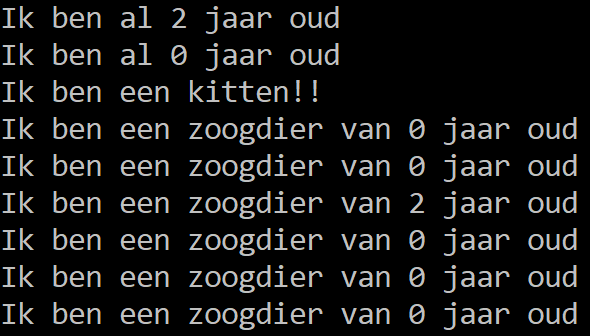 Ik ben al 2 jaar oud
Ik ben al 0 jaar oud
Ik ben een kitten!!
Ik ben een zoogdier van 0 jaar oud
Ik ben een zoogdier van 0 jaar oud
Ik ben een zoogdier van 2 jaar oud
Ik ben een zoogdier van 0 jaar oud
Ik ben een zoogdier van 0 jaar oud
Ik ben een zoogdier van 0 jaar oud